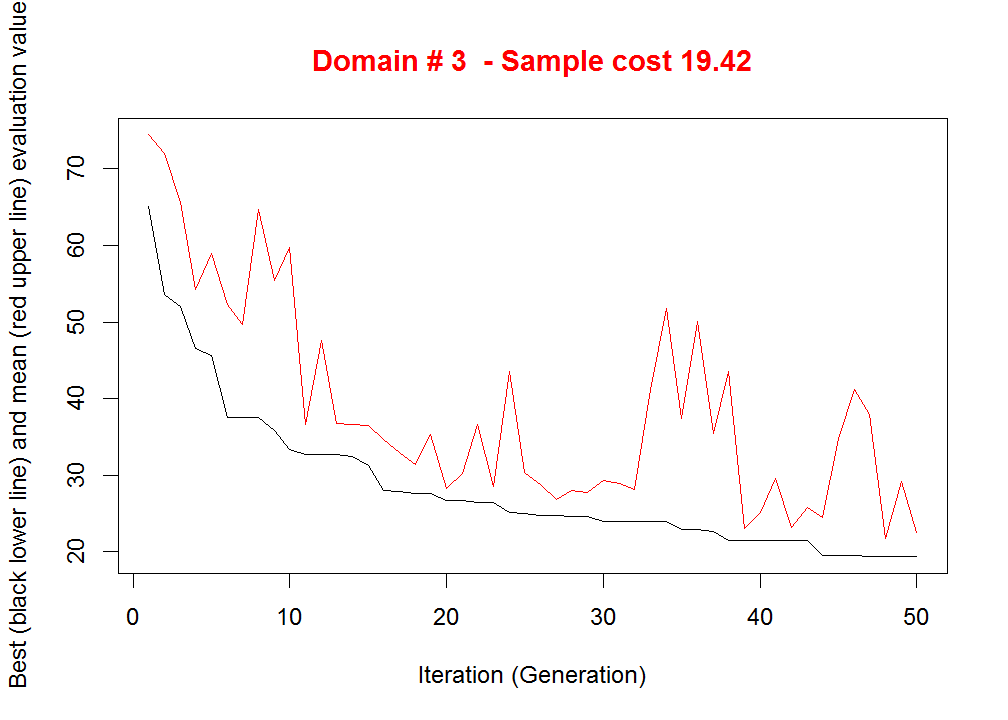 Domain # 3  - Sample cost 19.42
Best (black lower line) and mean (red upper line) evaluation value
70
60
50
40
30
20
0 10 20 30 40 50
Iteration (Generation)